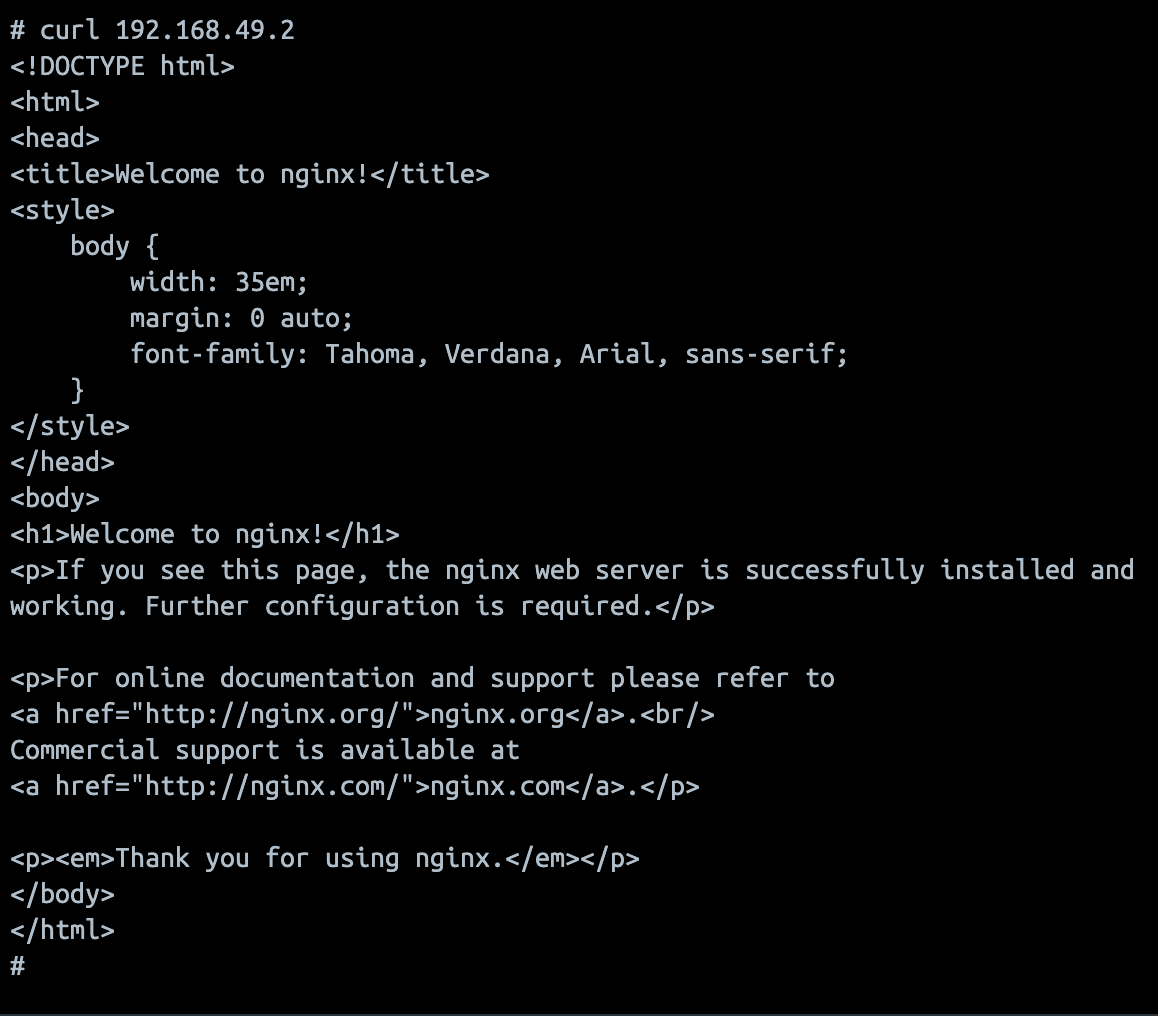 # curl 192.168.49.2
<!DOCTYPE html>
<html>
<head>
<title>Welcome to nginx!</title>
<style>
    body {
        width: 35em;
        margin: 0 auto;
        font-family: Tahoma, Verdana, Arial, sans-serif;
    }
</style>
</head>
<body>
<h1>Welcome to nginx!</h1>
<p>If you see this page, the nginx web server is successfully installed and
working. Further configuration is required.</p>

<p>For online documentation and support please refer to
<a href="http://nginx.org/">nginx.org</a>.<br/>
Commercial support is available at
<a href="http://nginx.com/">nginx.com</a>.</p>

<p><em>Thank you for using nginx.</em></p>
</body>
</html>
#